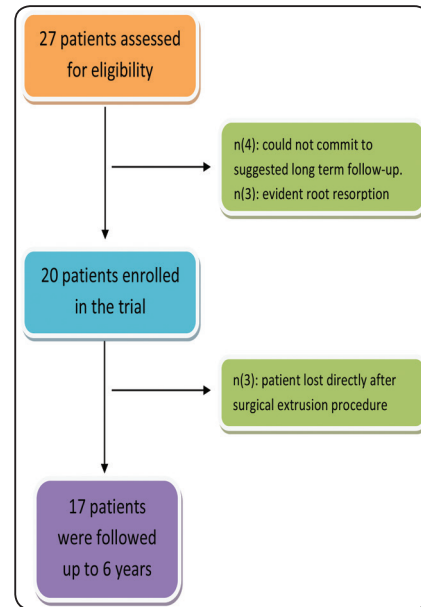 27 patients assessed
for eligibility
n(4): could not commit to
suggested long term follow-up.
n(3): evident root resorption
20 patients enrolled
in the trial
n(3): patient lost directly after
surgical extrusion procedure
17 patients
were followed
up to 6 years